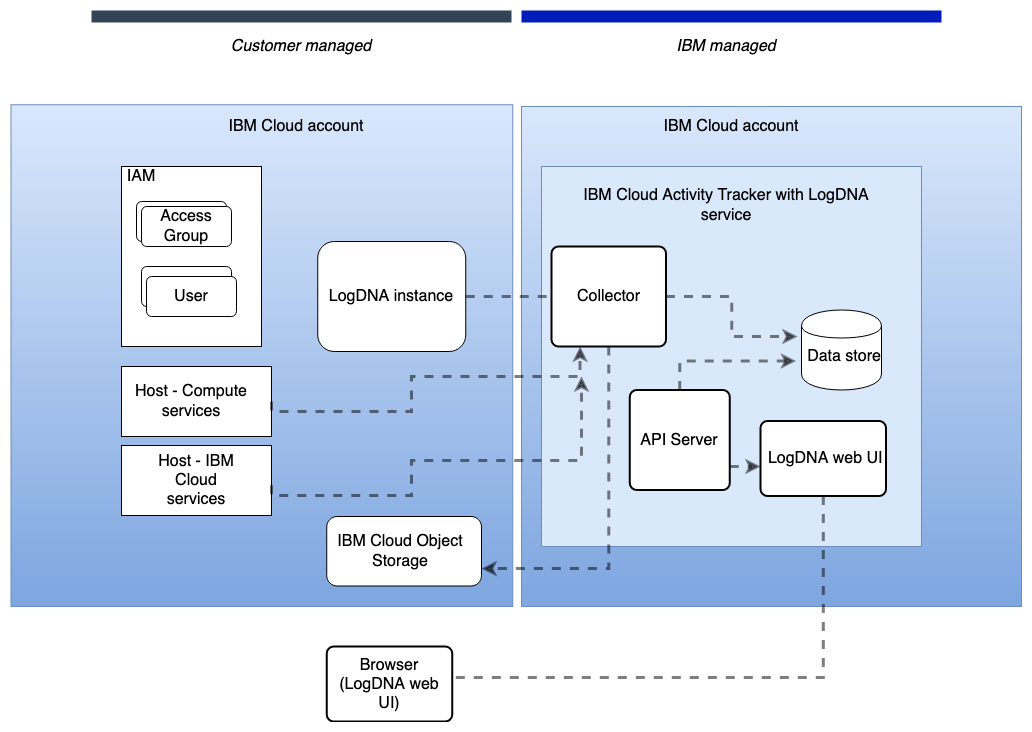 Customer managed
IBM managed
IBM Cloud account
IBM Cloud account
IAM
Access
Group
User
LogDNA instance
Host - Compute
services
Host - IBM
Cloud
services
IBM Cloud Object
Storage
IBM Cloud Activity Tracker with LogDNA
service
Collector
Data store
API Server
LogDNA web UI
Browser
(LogDNA web
UI)